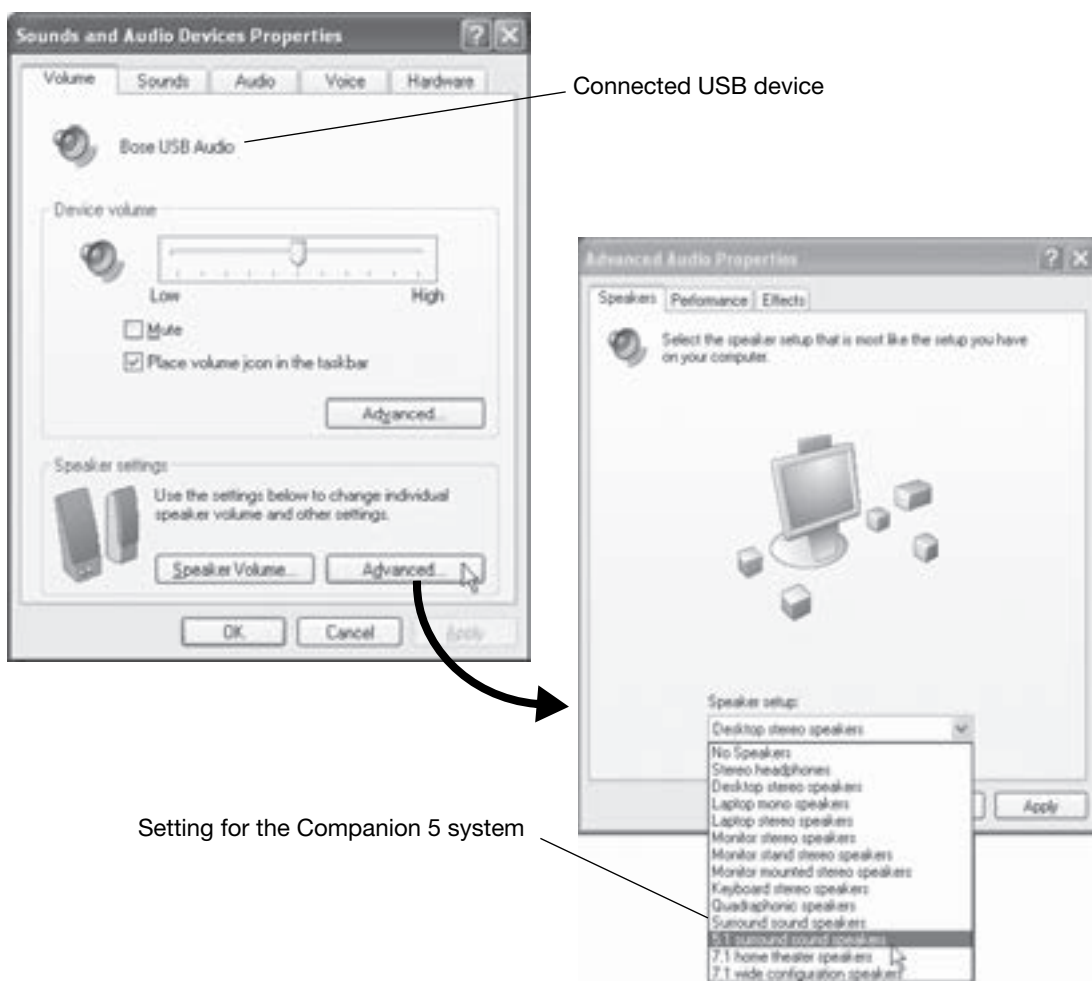 Sounds and Audio Devices Properties
Volume
Sounds
Audio
Voice
Hardware
Connected USB device
Bose USB Audio
Device volume
Low
High
Mute
Place volume icon in the taskbar
Advanced...
Speaker settings
Use the settings below to change individual
speaker volume and other settings.
Speaker Volume...
Advanced...
OK
Cancel
Apply
Advanced Audio Properties
Speakers
Performance
Effects
Select the speaker setup that is most like the setup you have
on your computer.
Speaker setup:
Desktop stereo speakers
No Speakers
Stereo headphones
Desktop stereo speakers
Laptop mono speakers
Laptop stereo speakers
Monitor stereo speakers
Monitor stand stereo speakers
Monitor mounted stereo speakers
Keyboard stereo speakers
Quadraphonic speakers
Surround sound speakers
5.1 surround sound speakers
7.1 home theater speakers
7.1 wide configuration speakers
Apply
Setting for the Companion 5 system